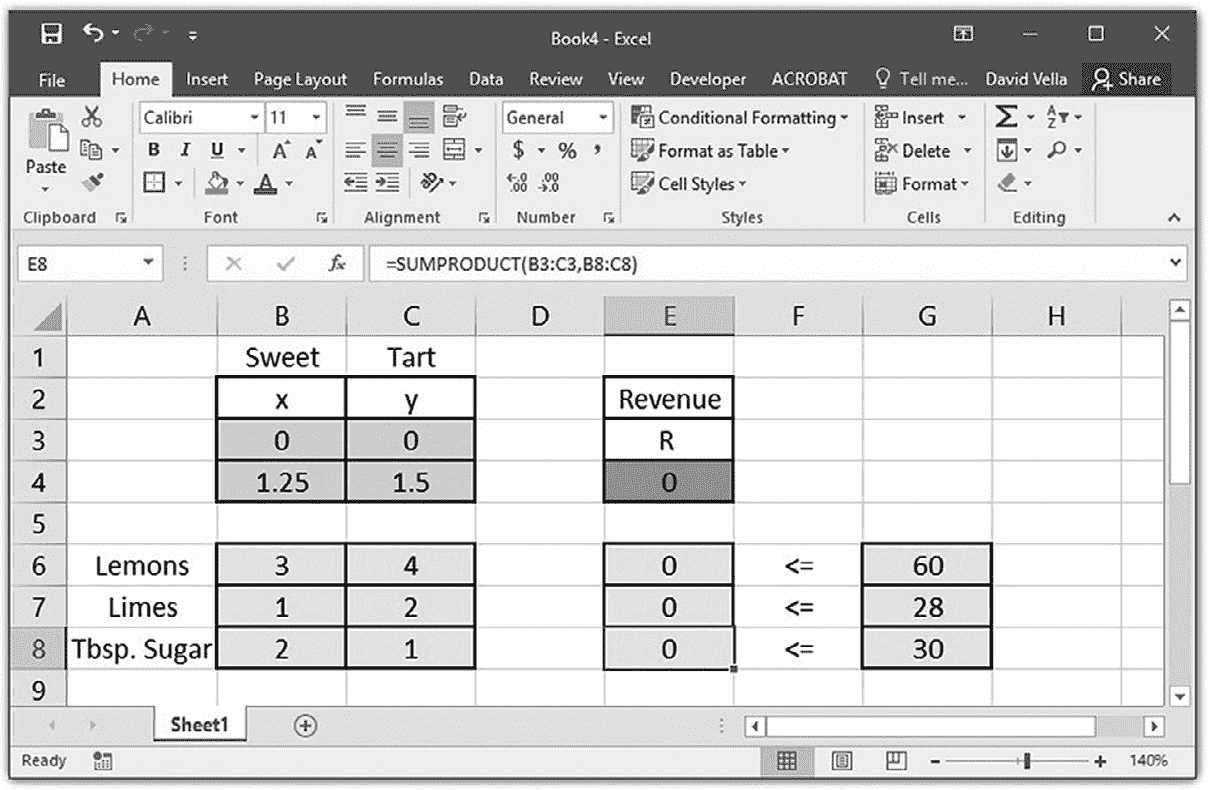 Book4 - Excel
File Home Insert Page Layout Formulas Data Review View Developer ACROBAT Tell me... David Vella Share
Calibri 11 General Conditional Formatting Insert
Paste B I U A A $ % , Format as Table Delete
A Cell Styles Format
Clipboard Font Alignment Number Styles Cells Editing
E8 fx =SUMPRODUCT(B3:C3,B8:C8)
A B C D E F G H
1 Sweet Tart
2 x y Revenue
3 0 0 R
4 1.25 1.5 0
5
6 Lemons 3 4 0 <= 60
7 Limes 1 2 0 <= 28
8 Tbsp. Sugar 2 1 0 <= 30
9
Sheet1
Ready 140%